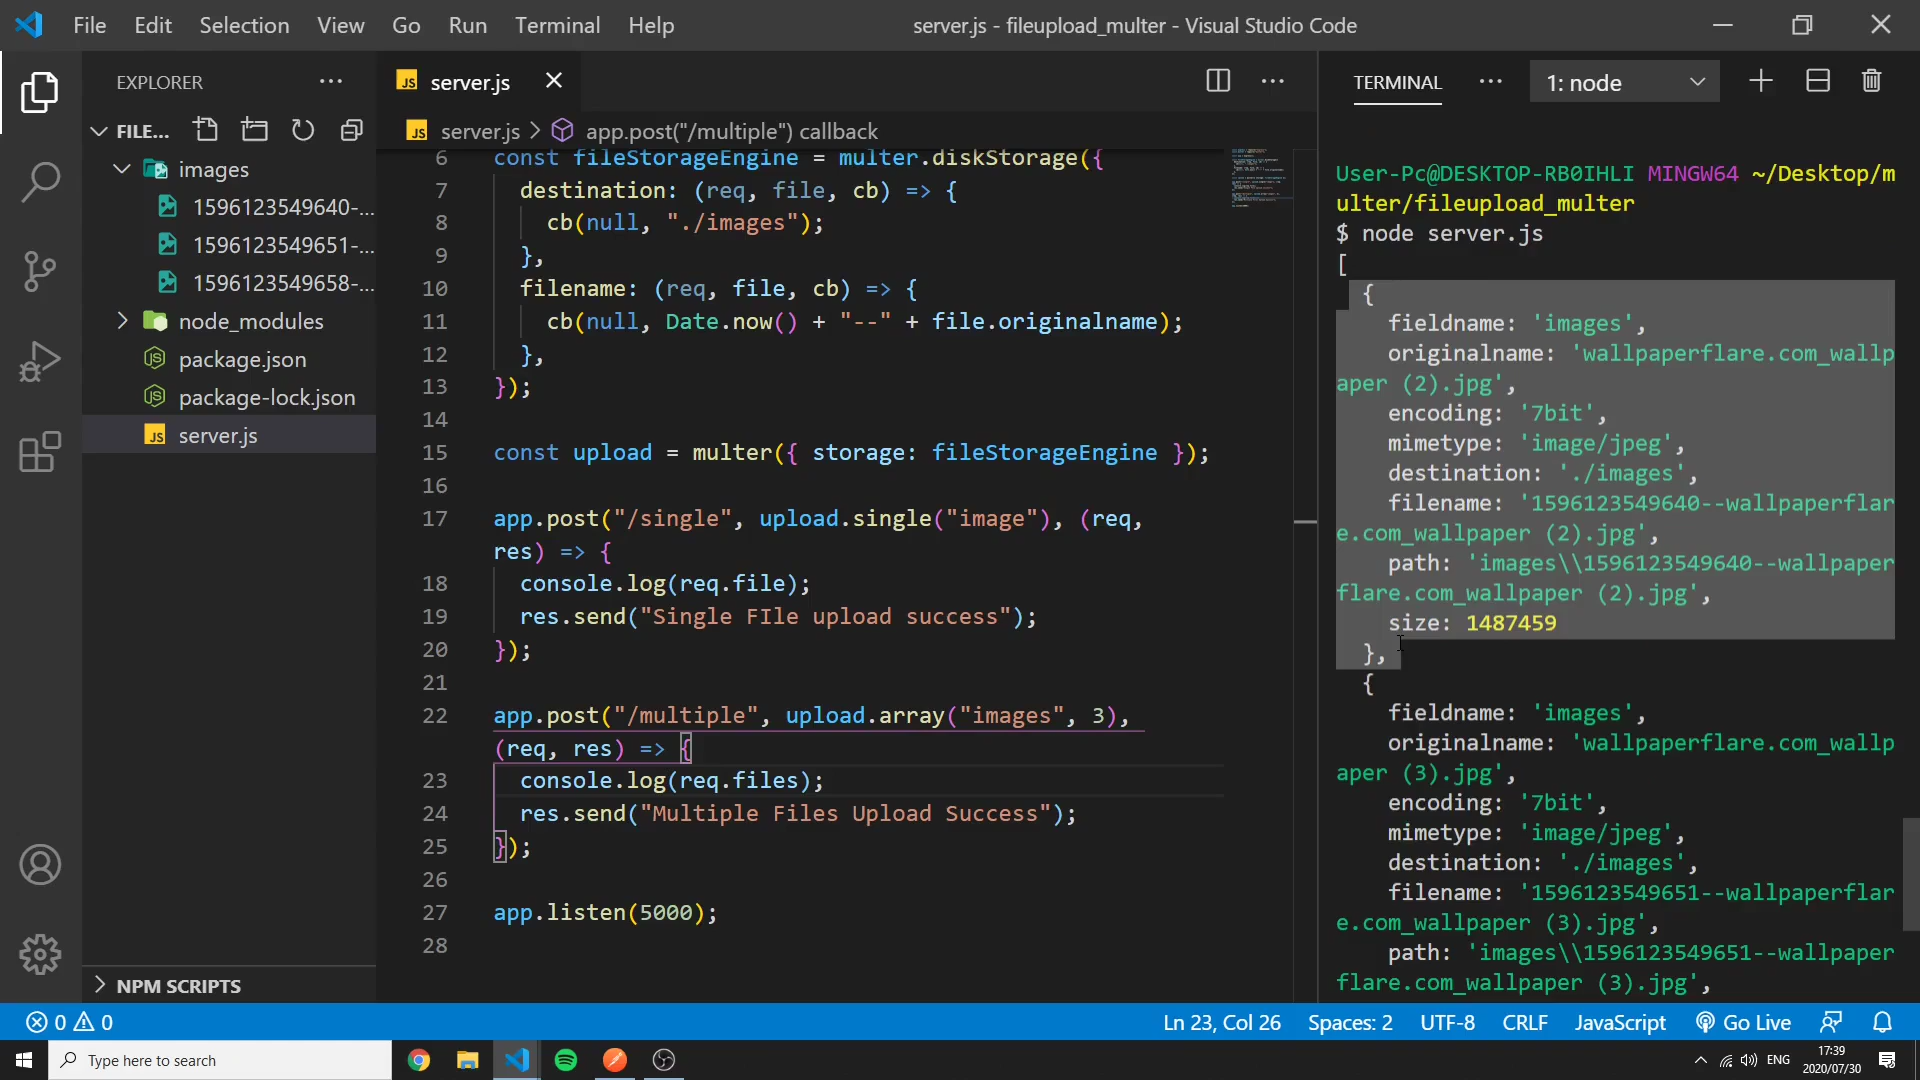 File Edit Selection View Go Run Terminal Help
server.js - fileupload_multer - Visual Studio Code
EXPLORER
FILE...
images
1596123549640-...
1596123549651-...
1596123549658-...
node_modules
package.json
package-lock.json
server.js
NPM SCRIPTS
JS server.js
JS server.js > app.post("/multiple") callback
6 const fileStorageEngine = multer.diskStorage({
7 destination: (req, file, cb) => {
8 cb(null, "./images");
9 },
10 filename: (req, file, cb) => {
11 cb(null, Date.now() + "--" + file.originalname);
12 },
13 });
14
15 const upload = multer({ storage: fileStorageEngine });
16
17 app.post("/single", upload.single("image"), (req,
res) => {
18 console.log(req.file);
19 res.send("Single FIle upload success");
20 });
21
22 app.post("/multiple", upload.array("images", 3),
(req, res) => {
23 console.log(req.files);
24 res.send("Multiple Files Upload Success");
25 });
26
27 app.listen(5000);
28
TERMINAL
1: node
User-Pc@DESKTOP-RB0IHLI MINGW64 ~/Desktop/m
ulter/fileupload_multer
$ node server.js
[
{
fieldname: 'images',
originalname: 'wallpaperflare.com_wallp
aper (2).jpg',
encoding: '7bit',
mimetype: 'image/jpeg',
destination: './images',
filename: '1596123549640--wallpaperflar
e.com_wallpaper (2).jpg',
path: 'images\\1596123549640--wallpaper
flare.com_wallpaper (2).jpg',
size: 1487459
},
{
fieldname: 'images',
originalname: 'wallpaperflare.com_wallp
aper (3).jpg',
encoding: '7bit',
mimetype: 'image/jpeg',
destination: './images',
filename: '1596123549651--wallpaperflar
e.com_wallpaper (3).jpg',
path: 'images\\1596123549651--wallpaper
flare.com_wallpaper (3).jpg',
0 0
Ln 23, Col 26 Spaces: 2 UTF-8 CRLF JavaScript Go Live
Type here to search
ENG
17:39
2020/07/30